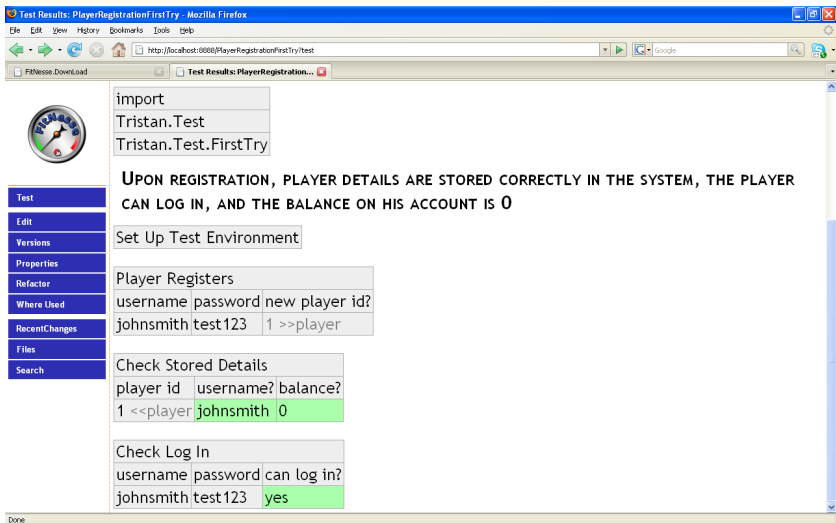 Test Results: PlayerRegistrationFirstTry - Mozilla Firefox
File Edit View History Bookmarks Tools Help
http://localhost:8888/PlayerRegistrationFirstTry?test
Google
FitNesse.DownLoad
Test Results: PlayerRegistration...
FitNesse
Test
Edit
Versions
Properties
Refactor
Where Used
RecentChanges
Files
Search
import
Tristan.Test
Tristan.Test.FirstTry
UPON REGISTRATION, PLAYER DETAILS ARE STORED CORRECTLY IN THE SYSTEM, THE PLAYER
CAN LOG IN, AND THE BALANCE ON HIS ACCOUNT IS 0
Set Up Test Environment
Player Registers
username password new player id?
johnsmith test123 1 >>player
Check Stored Details
player id username? balance?
1 <<player johnsmith 0
Check Log In
username password can log in?
johnsmith test123 yes
Done